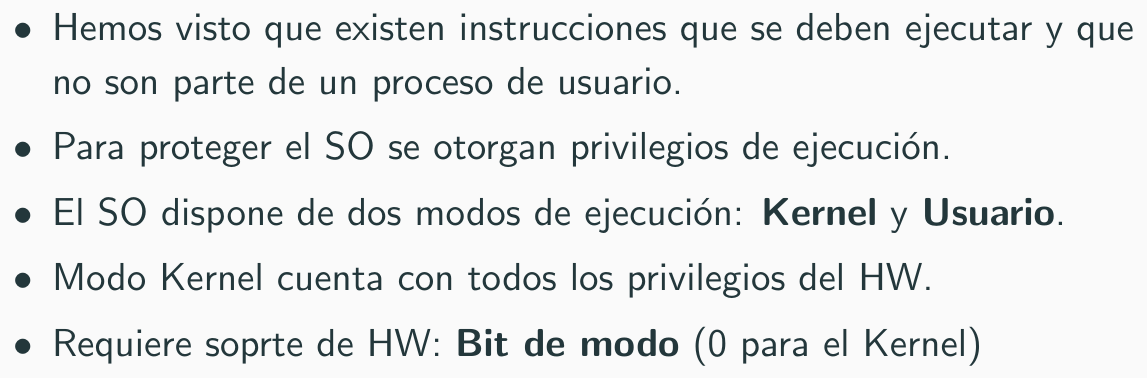 • Hemos visto que existen instrucciones que se deben ejecutar y que
no son parte de un proceso de usuario.
• Para proteger el SO se otorgan privilegios de ejecución.
• El SO dispone de dos modos de ejecución: Kernel y Usuario.
• Modo Kernel cuenta con todos los privilegios del HW.
• Requiere soprte de HW: Bit de modo (0 para el Kernel)